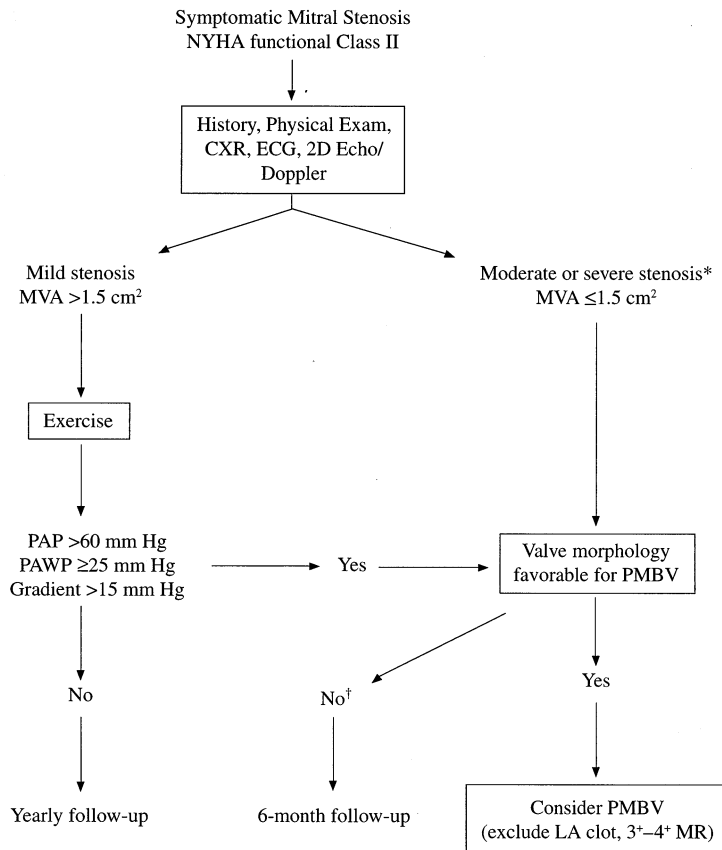 Symptomatic Mitral Stenosis
NYHA functional Class II
History, Physical Exam,
CXR, ECG, 2D Echo/
Doppler
Mild stenosis
MVA >1.5 cm²
Moderate or severe stenosis*
MVA ≤1.5 cm²
Exercise
PAP >60 mm Hg
PAWP ≥25 mm Hg
Gradient >15 mm Hg
Yes
Valve morphology
favorable for PMBV
No
No†
Yes
Yearly follow-up
6-month follow-up
Consider PMBV
(exclude LA clot, 3⁺–4⁺ MR)